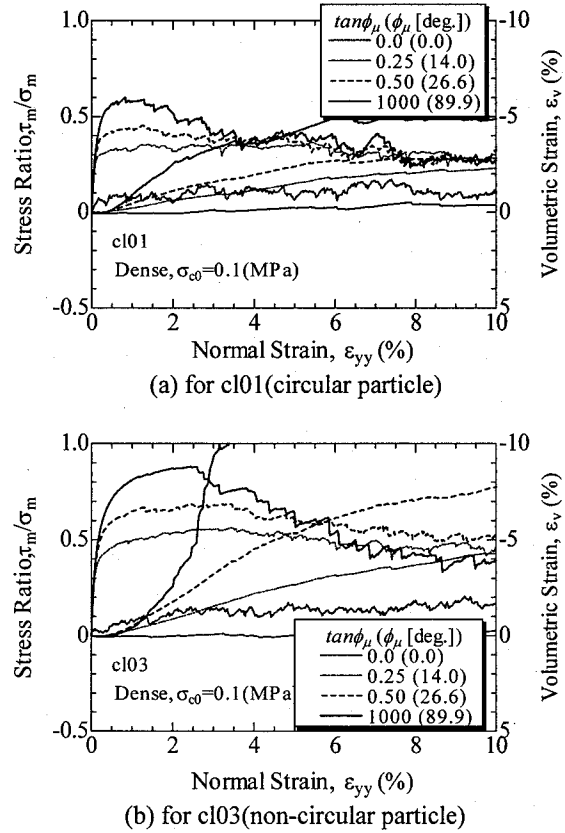 tanϕμ (ϕμ [deg.])
0.0 (0.0)
0.25 (14.0)
0.50 (26.6)
1000 (89.9)
1.0
0.5
0
-0.5
-10
-5
0
5
Stress Ratio,τm/σm
Volumetric Strain, εv (%)
cl01
Dense, σc0=0.1(MPa)
0 2 4 6 8 10
Normal Strain, εyy (%)
(a) for cl01(circular particle)
1.0
0.5
0
-0.5
-10
-5
0
5
Stress Ratio,τm/σm
Volumetric Strain, εv (%)
cl03
Dense, σc0=0.1(MPa)
tanϕμ (ϕμ [deg.])
0.0 (0.0)
0.25 (14.0)
0.50 (26.6)
1000 (89.9)
0 2 4 6 8 10
Normal Strain, εyy (%)
(b) for cl03(non-circular particle)